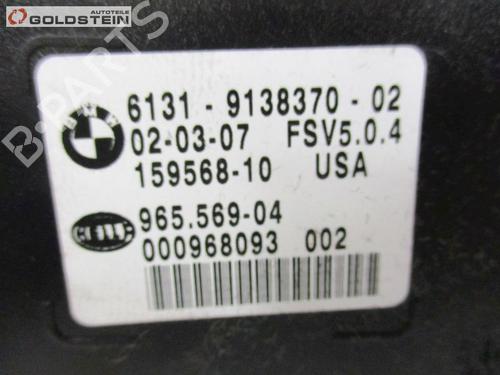 AUTOTEILE
GOLDSTEIN
B-PARTS
6131 - 9138370 - 02
02-03-07 FSV5.0.4
159568-10 USA
965.569-04
000968093 002